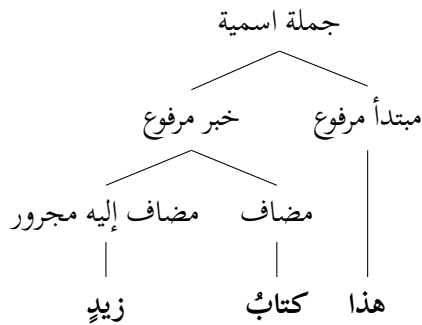 جملة اسمية
مبتدأ مرفوع خبر مرفوع
مضاف مضاف إليه مجرور
هذا كتابُ زيدٍ